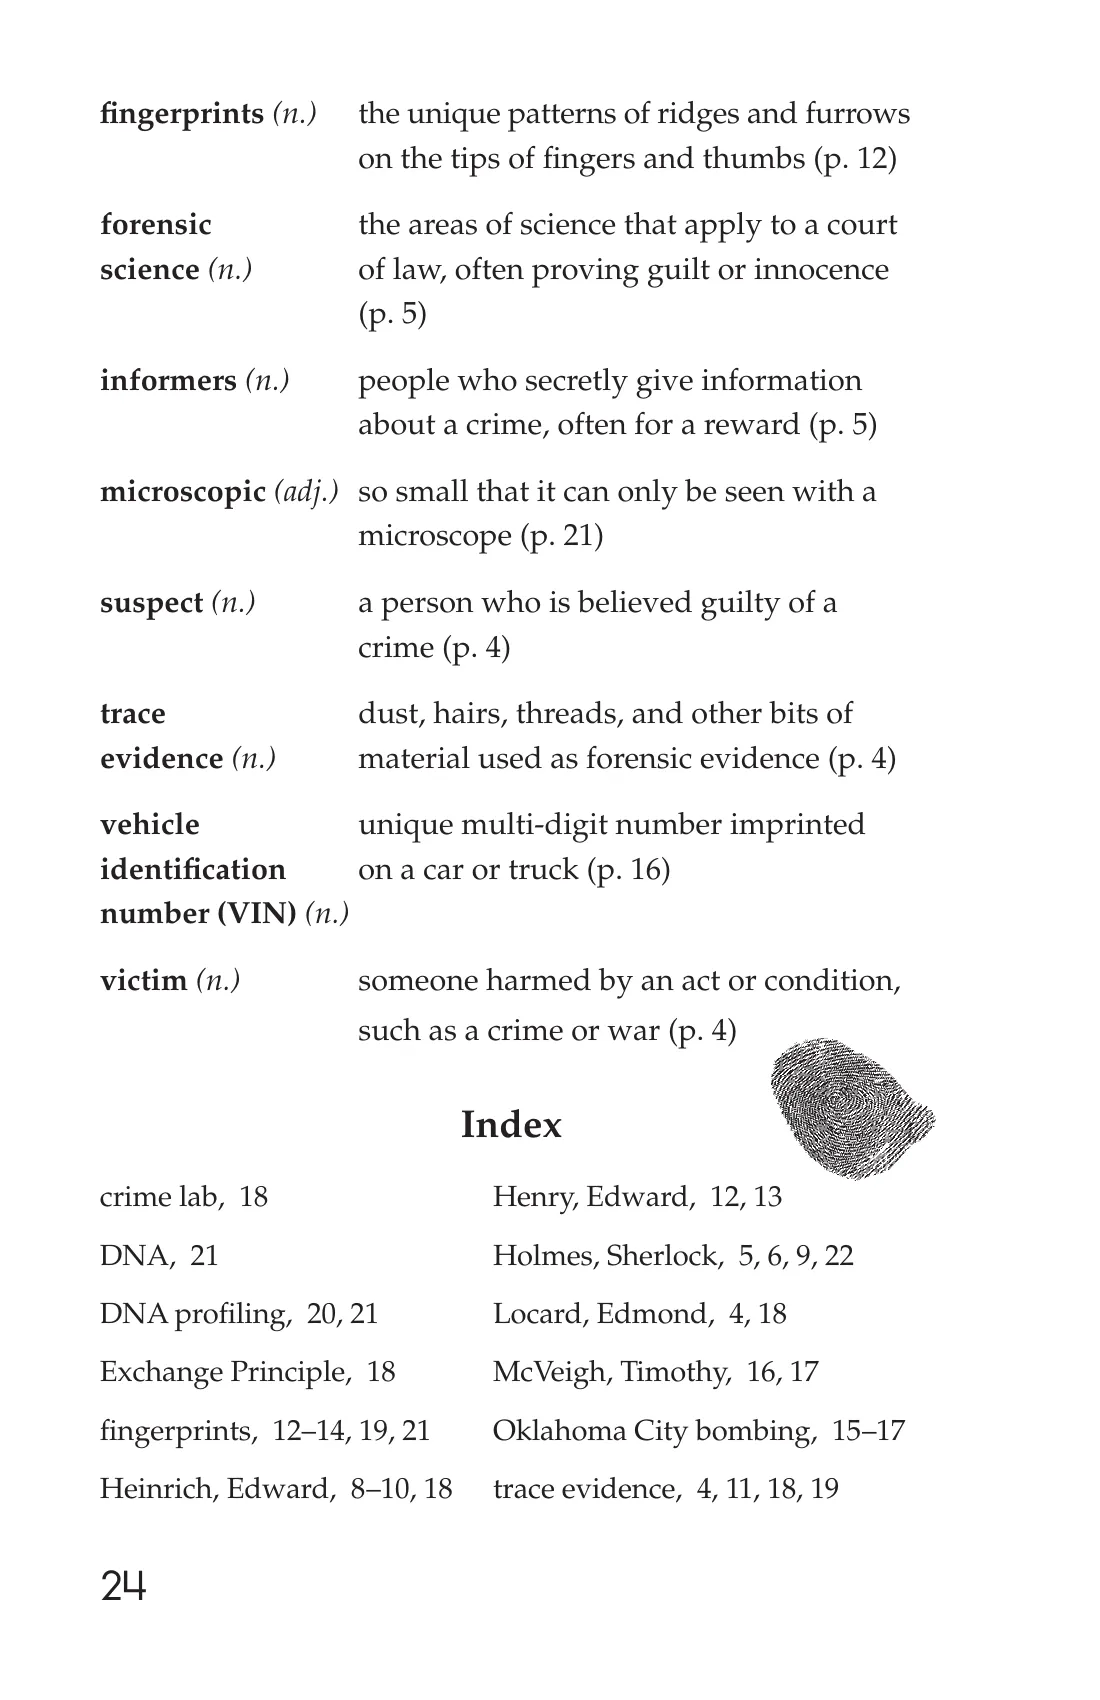 fingerprints (n.) the unique patterns of ridges and furrows
on the tips of fingers and thumbs (p. 12)
forensic the areas of science that apply to a court
science (n.) of law, often proving guilt or innocence
(p. 5)
informers (n.) people who secretly give information
about a crime, often for a reward (p. 5)
microscopic (adj.) so small that it can only be seen with a
microscope (p. 21)
suspect (n.) a person who is believed guilty of a
crime (p. 4)
trace dust, hairs, threads, and other bits of
evidence (n.) material used as forensic evidence (p. 4)
vehicle unique multi-digit number imprinted
identification on a car or truck (p. 16)
number (VIN) (n.)
victim (n.) someone harmed by an act or condition,
such as a crime or war (p. 4)
Index
crime lab, 18
DNA, 21
DNA profiling, 20, 21
Exchange Principle, 18
fingerprints, 12–14, 19, 21
Heinrich, Edward, 8–10, 18
Henry, Edward, 12, 13
Holmes, Sherlock, 5, 6, 9, 22
Locard, Edmond, 4, 18
McVeigh, Timothy, 16, 17
Oklahoma City bombing, 15–17
trace evidence, 4, 11, 18, 19
24